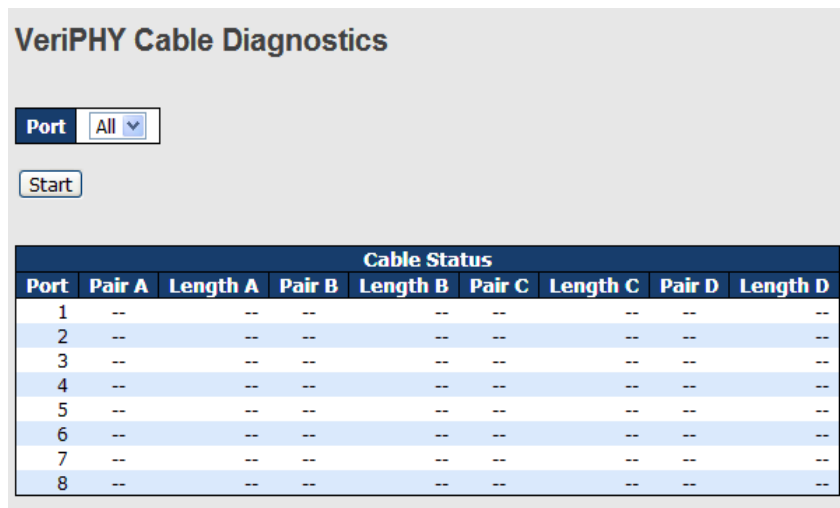 VeriPHY Cable Diagnostics
Port All
Start
Cable Status
Port Pair A Length A Pair B Length B Pair C Length C Pair D Length D
1 -- -- -- -- -- -- -- --
2 -- -- -- -- -- -- -- --
3 -- -- -- -- -- -- -- --
4 -- -- -- -- -- -- -- --
5 -- -- -- -- -- -- -- --
6 -- -- -- -- -- -- -- --
7 -- -- -- -- -- -- -- --
8 -- -- -- -- -- -- -- --